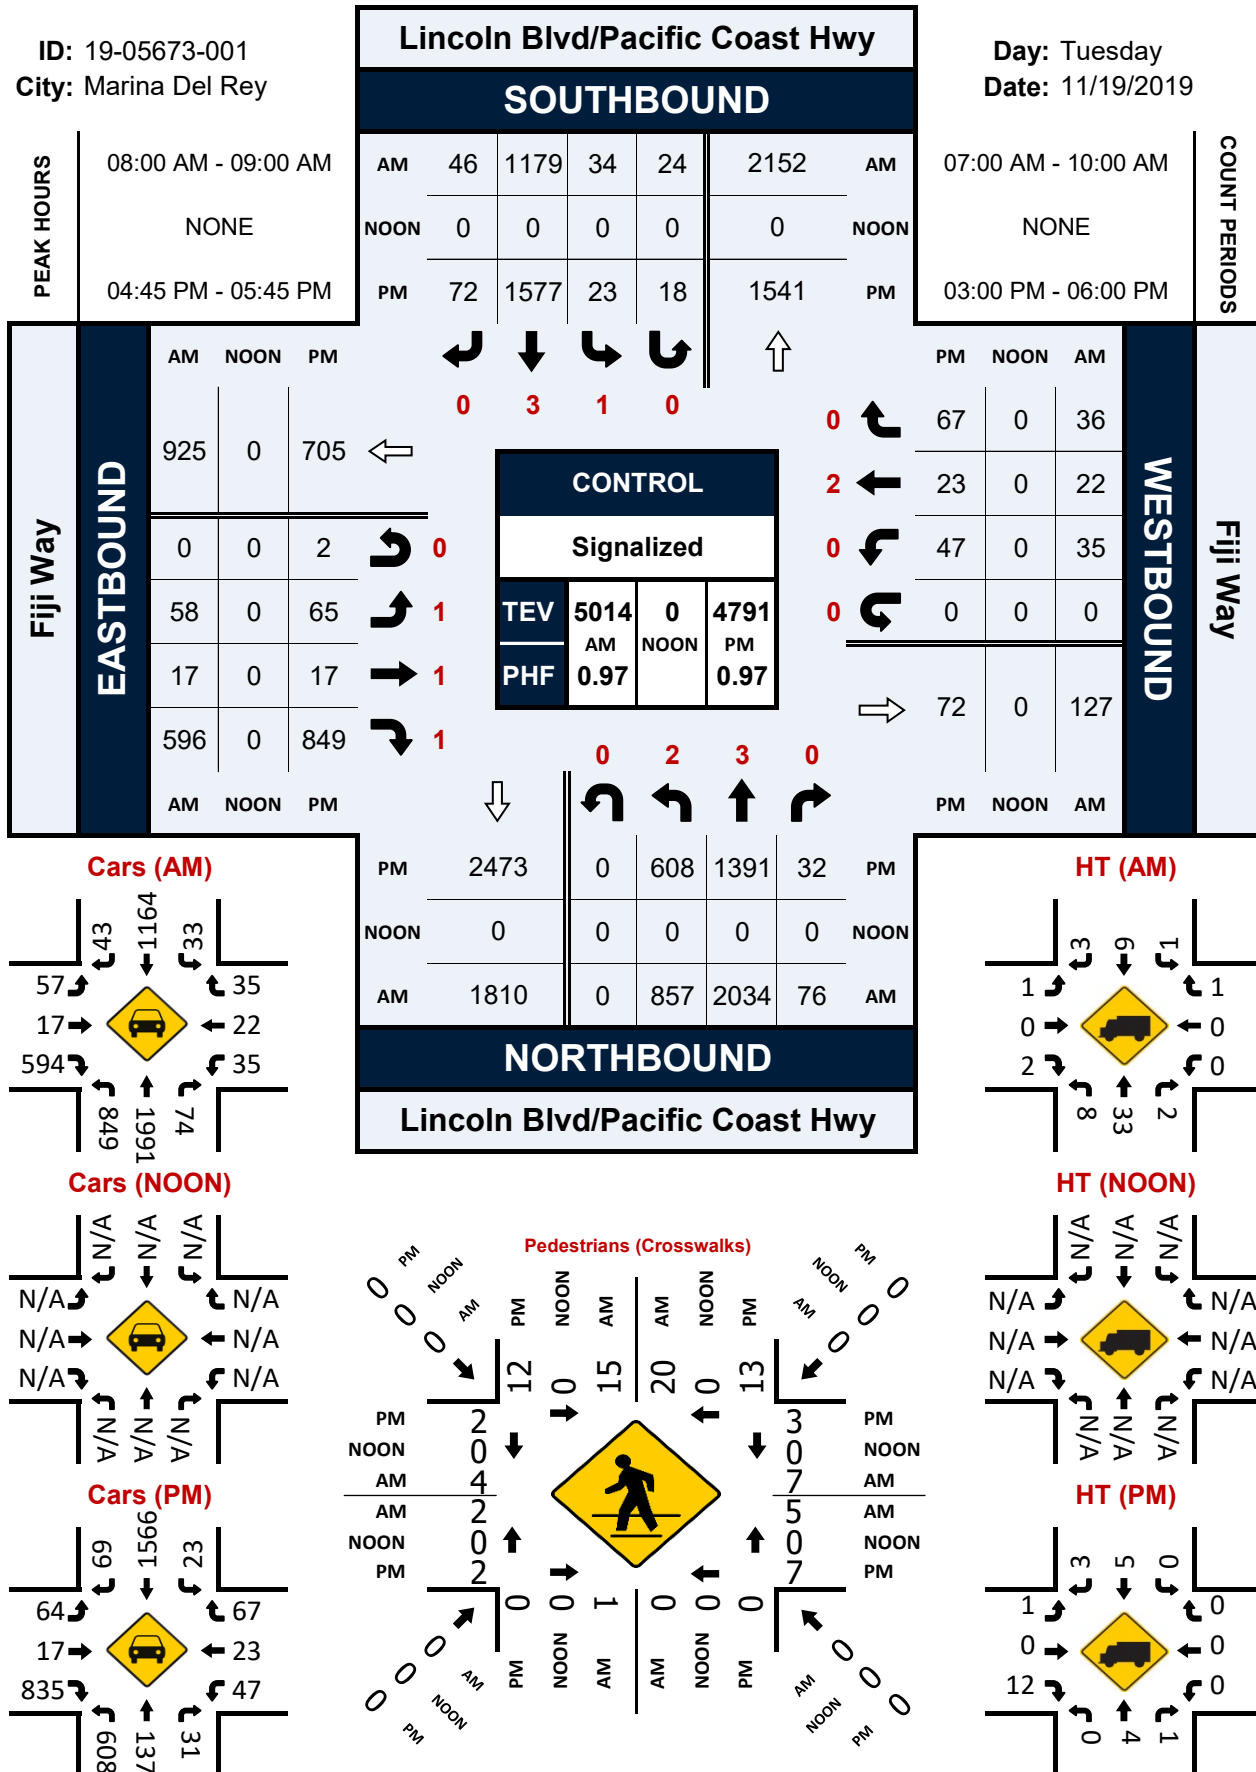 Lincoln Blvd/Pacific Coast Hwy
ID: 19-05673-001
City: Marina Del Rey
Day: Tuesday
Date: 11/19/2019
SOUTHBOUND
PEAK HOURS
08:00 AM - 09:00 AM
NONE
04:45 PM - 05:45 PM
AM 46 1179 34 24 2152 AM
NOON 0 0 0 0 0 NOON
PM 72 1577 23 18 1541 PM
07:00 AM - 10:00 AM
NONE
03:00 PM - 06:00 PM
COUNT PERIODS
0 3 1 0
Fiji Way
EASTBOUND
AM NOON PM
925 0 705
0 0 2 0
58 0 65 1
17 0 17 1
596 0 849 1
AM NOON PM
CONTROL
Signalized
TEV 5014 0 4791
AM NOON PM
PHF 0.97 0.97
PM NOON AM
0 67 0 36
2 23 0 22
0 47 0 35
0 0 0 0
72 0 127
PM NOON AM
WESTBOUND
Fiji Way
0 2 3 0
PM 2473 0 608 1391 32 PM
NOON 0 0 0 0 0 NOON
AM 1810 0 857 2034 76 AM
NORTHBOUND
Lincoln Blvd/Pacific Coast Hwy
Cars (AM)
43 1164 33
57 35
17 22
594 35
849 1991 74
HT (AM)
3 9 1
1 1
0 0
2 0
8 33 2
Cars (NOON)
N/A N/A N/A
N/A N/A
N/A N/A
N/A N/A
N/A N/A N/A
HT (NOON)
N/A N/A N/A
N/A N/A
N/A N/A
N/A N/A
N/A N/A N/A
Pedestrians (Crosswalks)
0 PM
0 NOON
0 AM
PM NOON AM AM NOON PM
12 0 15 20 0 13
PM 0
NOON 0
AM 0
PM 2 3 PM
NOON 0 0 NOON
AM 4 7 AM
AM 2 5 AM
NOON 0 0 NOON
PM 2 7 PM
0 0 1 0 0 0
PM NOON AM AM NOON PM
0 AM
0 NOON
0 PM
AM 0
NOON 0
PM 0
Cars (PM)
69 1566 23
64 67
17 23
835 47
608 137 31
HT (PM)
3 5 0
1 0
0 0
12 0
0 4 1